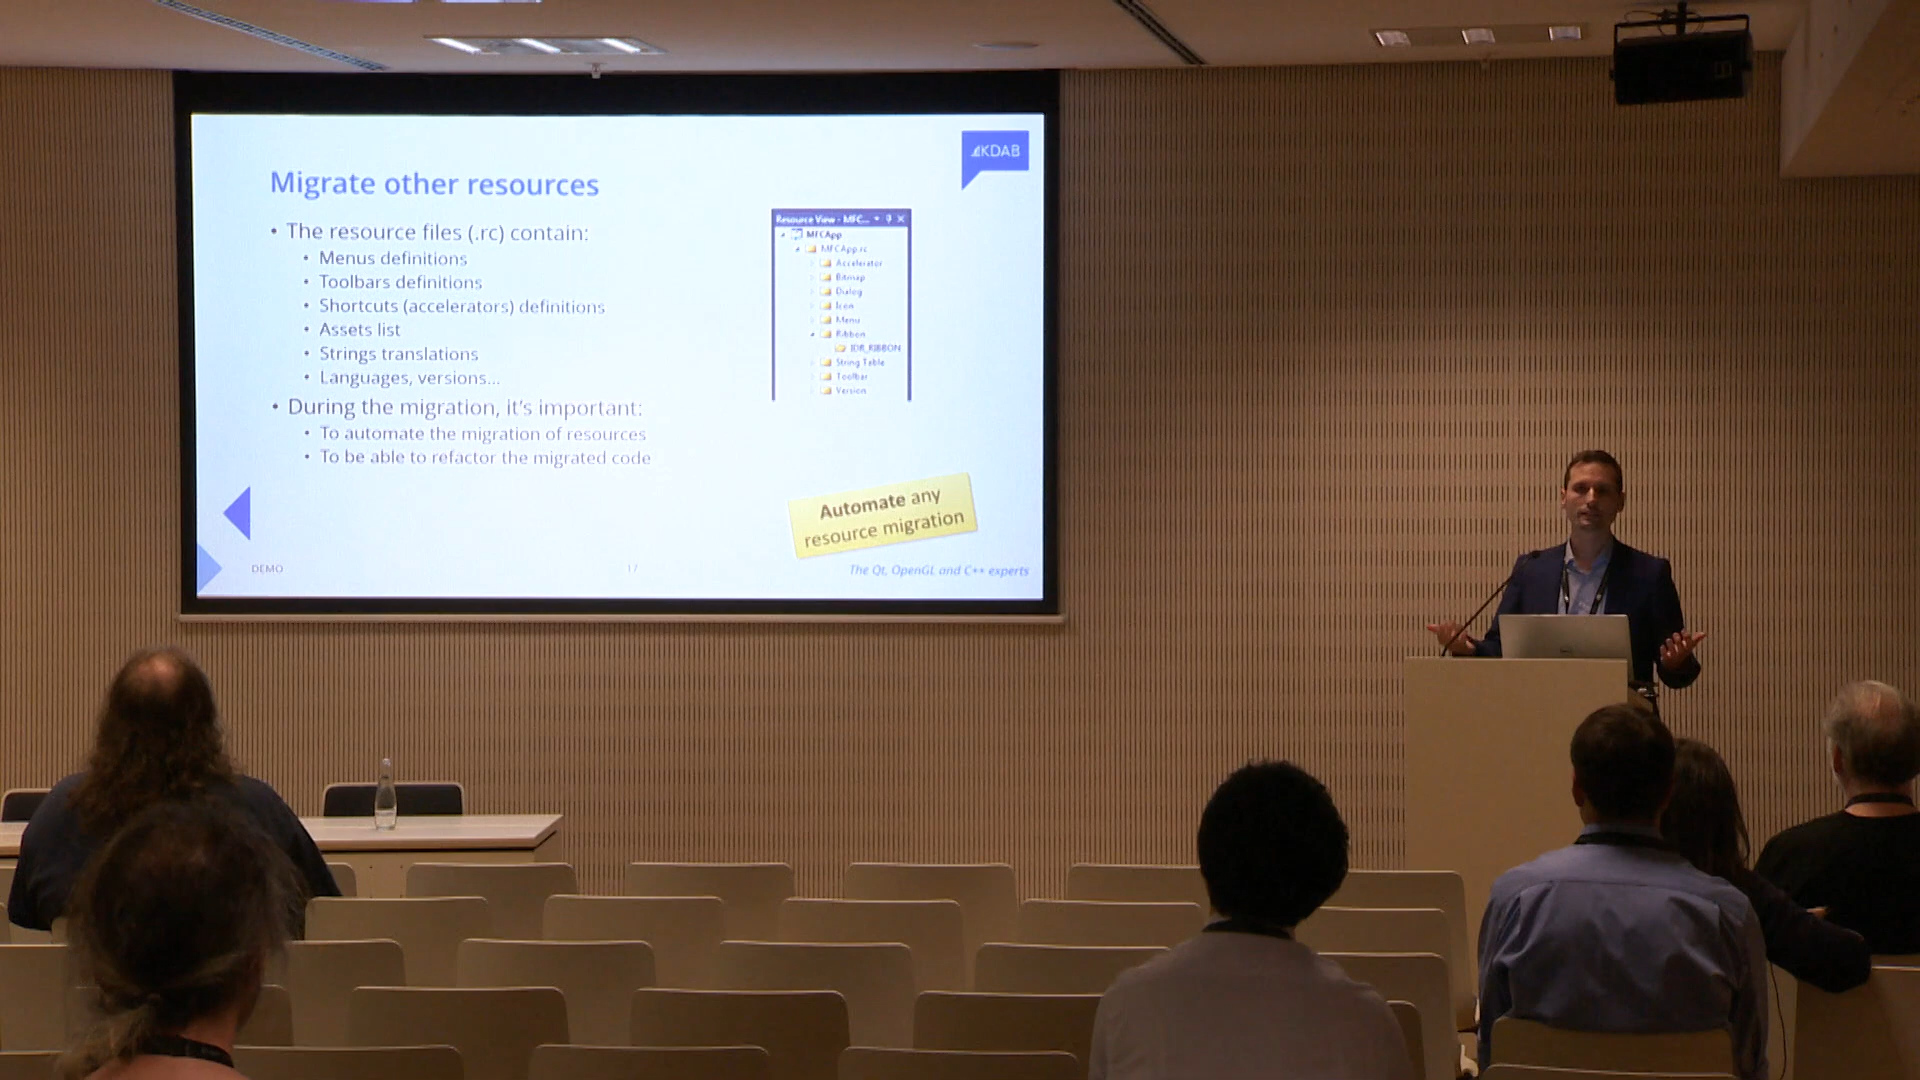 KDAB
Migrate other resources
• The resource files (.rc) contain:
• Menus definitions
• Toolbars definitions
• Shortcuts (accelerators) definitions
• Assets list
• Strings translations
• Languages, versions...
• During the migration, it's important:
• To automate the migration of resources
• To be able to refactor the migrated code
Resource View - MFC...
MFCApp
MFCApp.rc
Accelerator
Bitmap
Dialog
Icon
Menu
Ribbon
IDR_RIBBON
String Table
Toolbar
Version
Automate any
resource migration
DEMO
17
The Qt, OpenGL and C++ experts